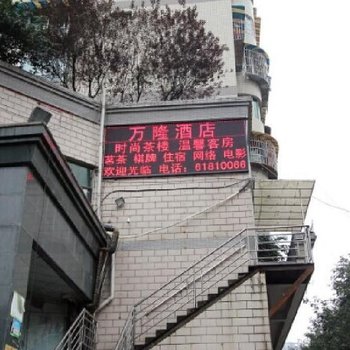 万隆酒店
时尚茶楼 温馨客房
茗茶 棋牌 住宿 网络 电影
欢迎光临 电话:61810086